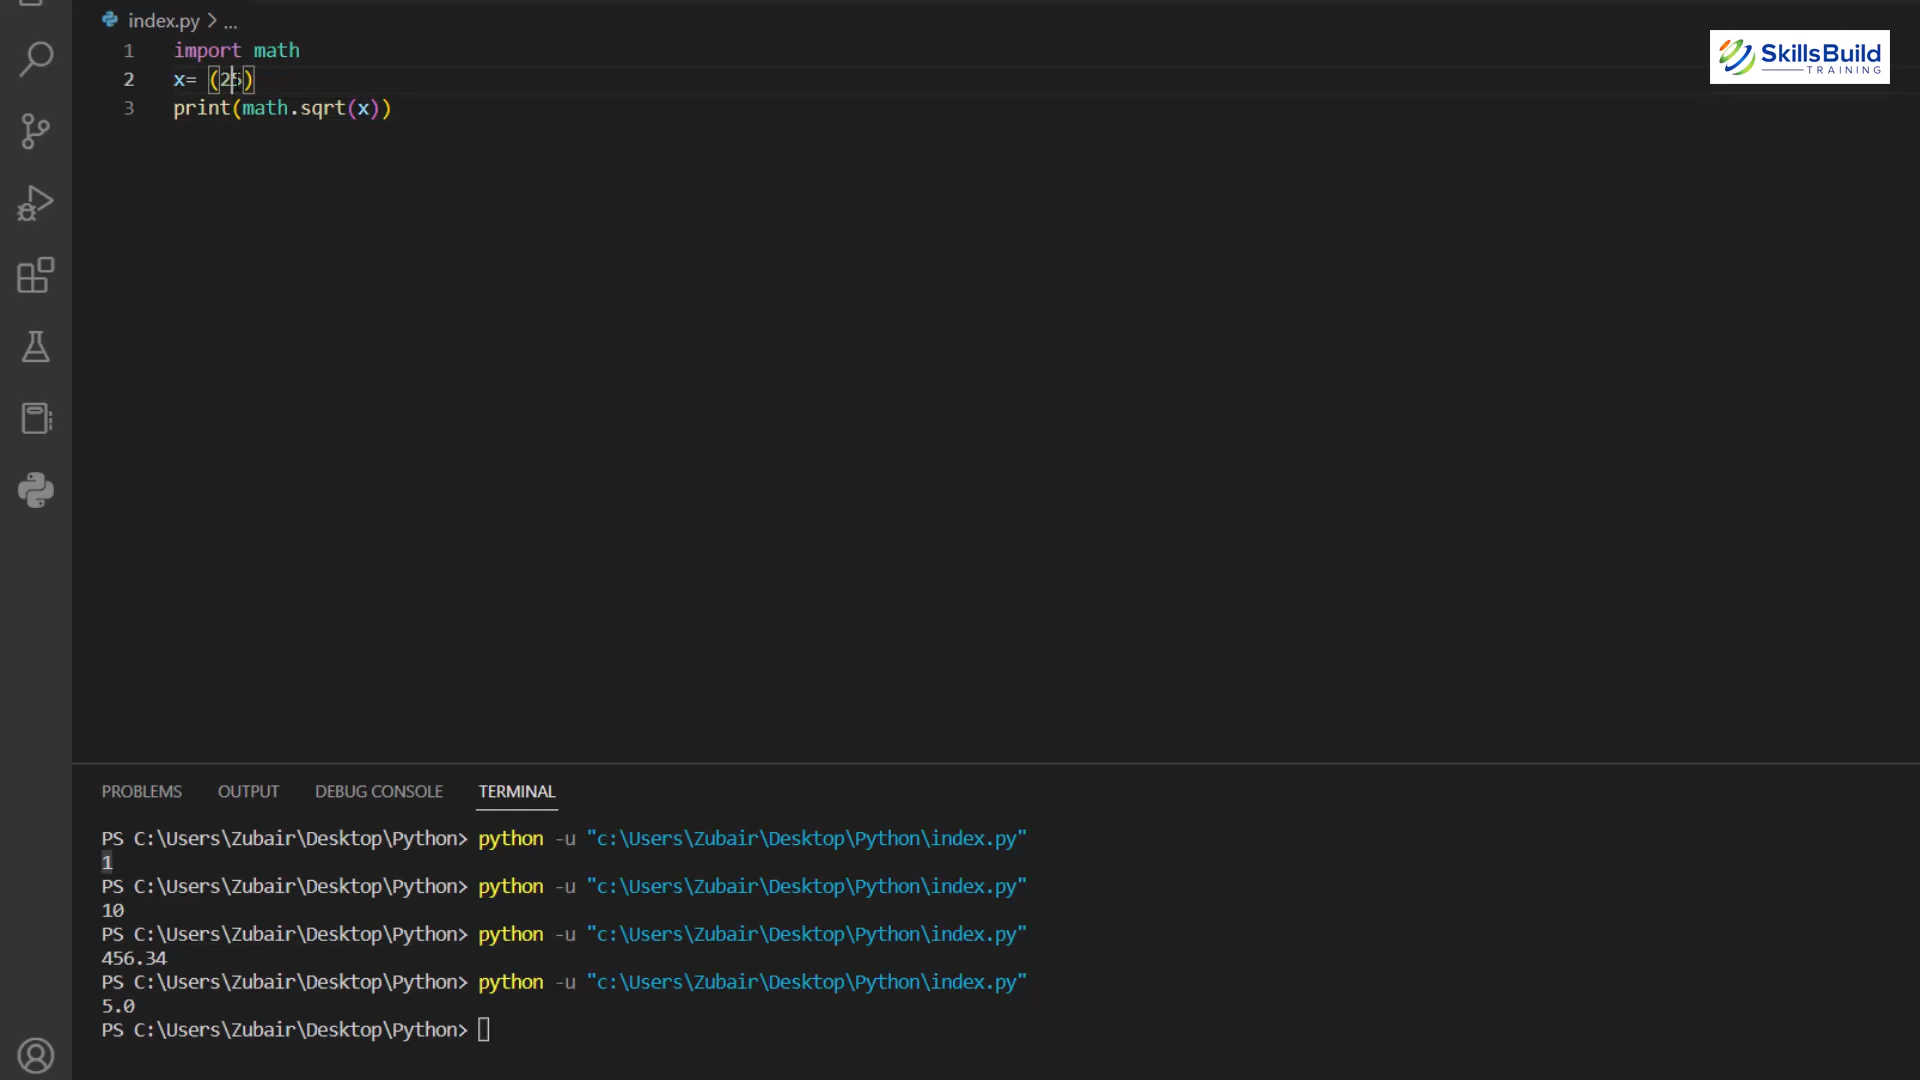 index.py > ...
SkillsBuild
TRAINING
1 import math
2 x= (25)
3 print(math.sqrt(x))
PROBLEMS OUTPUT DEBUG CONSOLE TERMINAL
PS C:\Users\Zubair\Desktop\Python> python -u "c:\Users\Zubair\Desktop\Python\index.py"
1
PS C:\Users\Zubair\Desktop\Python> python -u "c:\Users\Zubair\Desktop\Python\index.py"
10
PS C:\Users\Zubair\Desktop\Python> python -u "c:\Users\Zubair\Desktop\Python\index.py"
456.34
PS C:\Users\Zubair\Desktop\Python> python -u "c:\Users\Zubair\Desktop\Python\index.py"
5.0
PS C:\Users\Zubair\Desktop\Python>